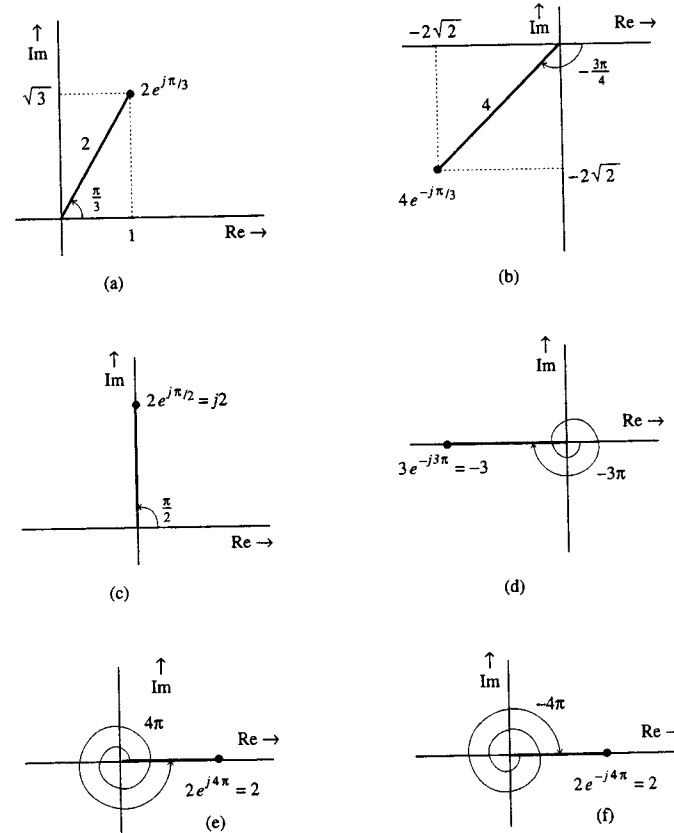 ↑
Im
√3
2e^{jπ/3}
2
π/3
1
Re →
(a)
-2√2
↑
Im
Re →
-3π/4
4
-2√2
4e^{-jπ/3}
(b)
↑
Im
2e^{jπ/2} = j2
π/2
Re →
(c)
↑
Im
Re →
3e^{-j3π} = -3
-3π
(d)
↑
Im
4π
Re →
2e^{j4π} = 2
(e)
↑
Im
-4π
Re →
2e^{-j4π} = 2
(f)